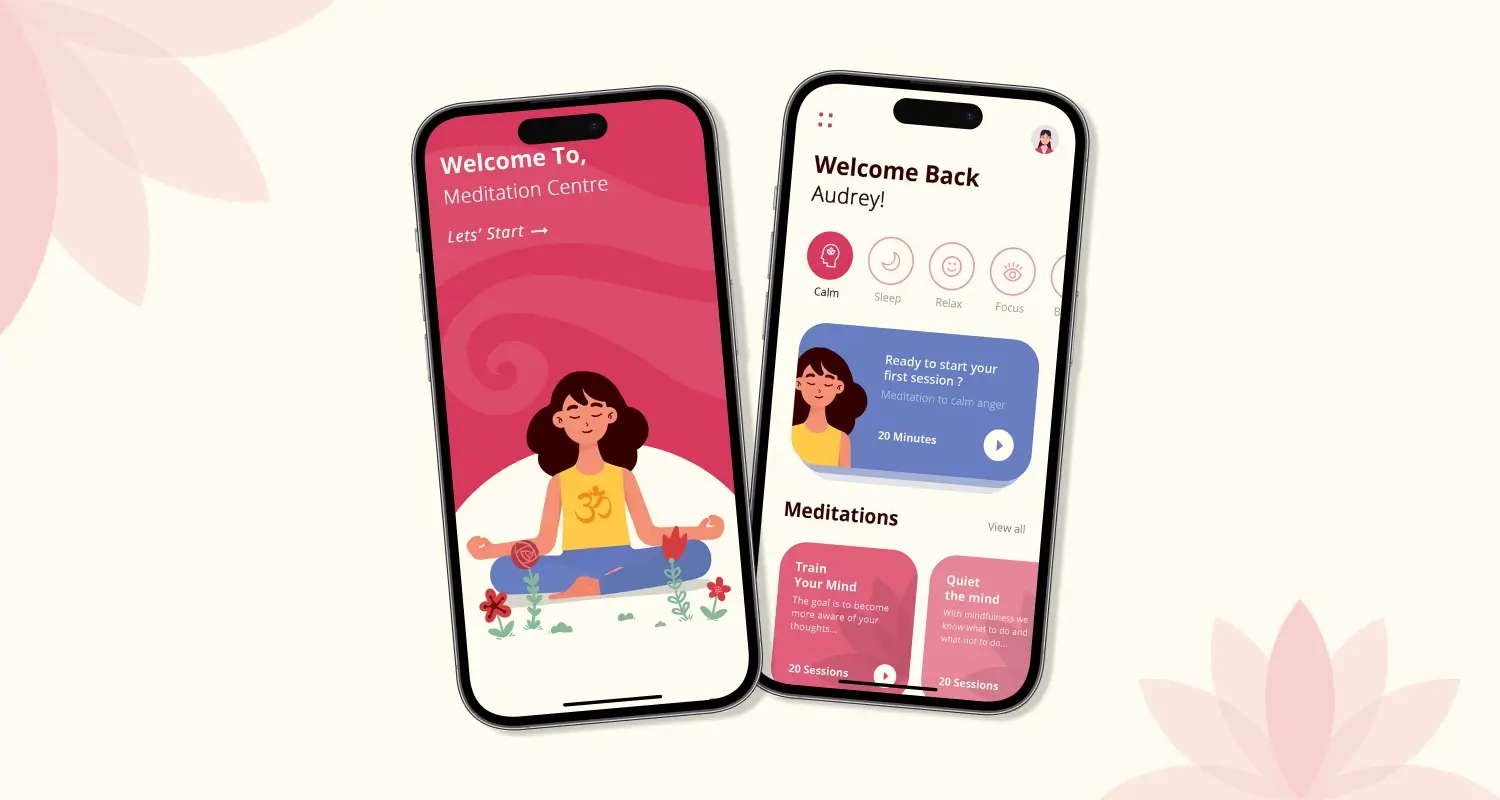 Welcome To,
Meditation Centre
Lets' Start →
ॐ
Welcome Back
Audrey!
Calm
Sleep
Relax
Focus
B
Ready to start your
first session ?
Meditation to calm anger
20 Minutes
Meditations
View all
Train
Your Mind
The goal is to become
more aware of your
thoughts...
20 Sessions
Quiet
the mind
With mindfulness we
know what to do and
what not to do...
20 Sessions